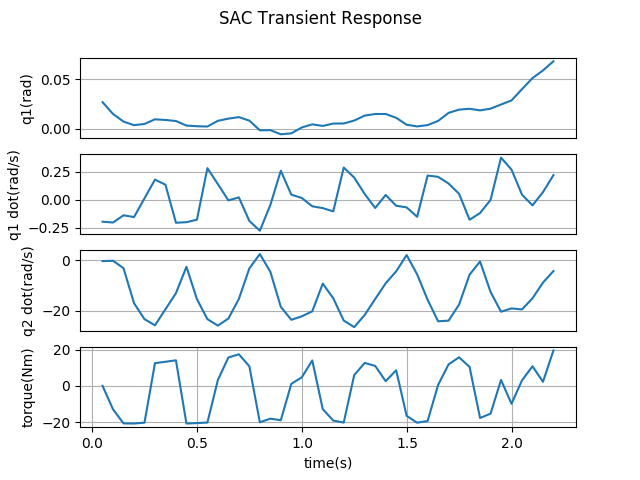 SAC Transient Response
q1(rad)
0.05
0.00
q1 dot(rad/s)
0.25
0.00
−0.25
q2 dot(rad/s)
0
−20
torque(Nm)
20
0
−20
0.0 0.5 1.0 1.5 2.0
time(s)